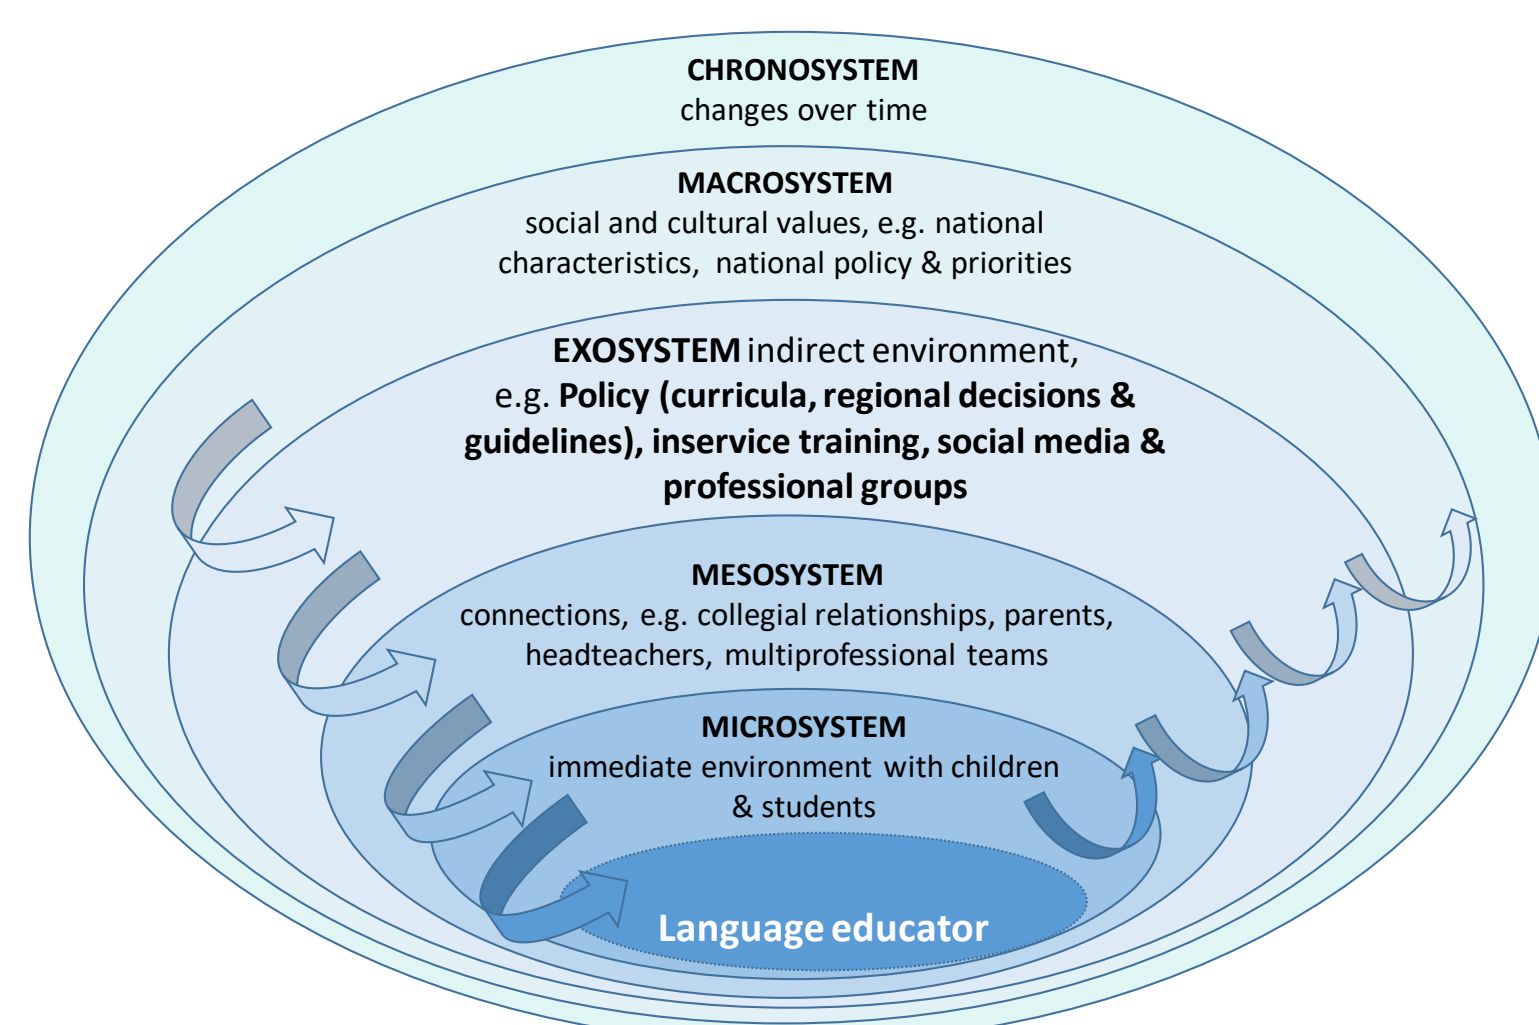 CHRONOSYSTEM
changes over time
MACROSYSTEM
social and cultural values, e.g. national
characteristics, national policy & priorities
EXOSYSTEM indirect environment,
e.g. Policy (curricula, regional decisions &
guidelines), inservice training, social media &
professional groups
MESOSYSTEM
connections, e.g. collegial relationships, parents,
headteachers, multiprofessional teams
MICROSYSTEM
immediate environment with children
& students
Language educator